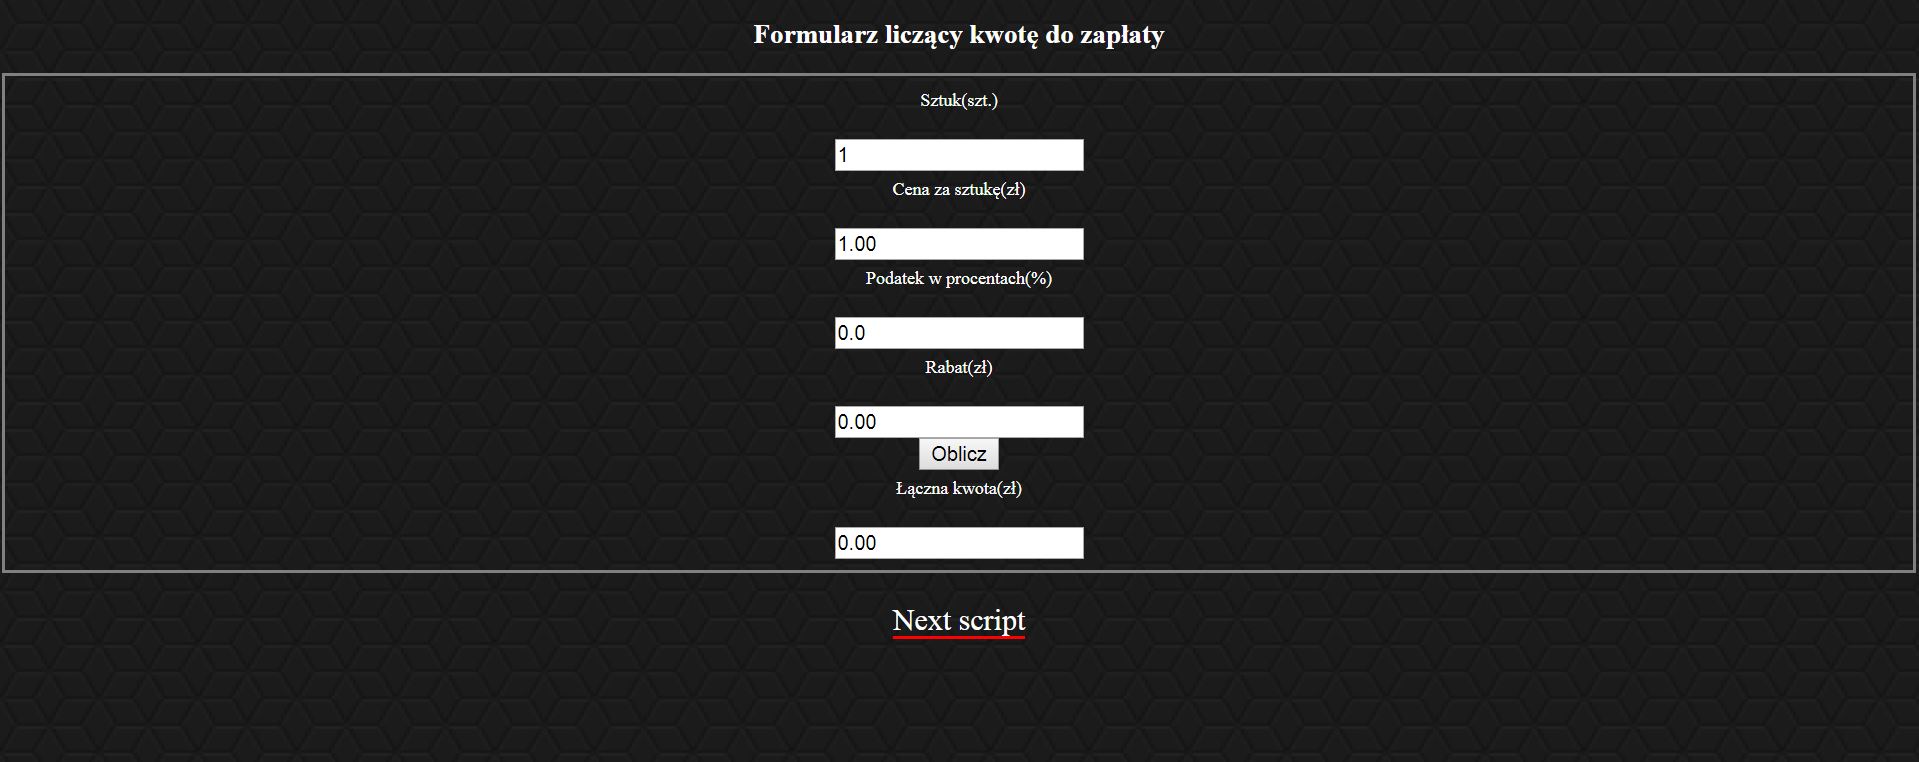 Formularz liczący kwotę do zapłaty
Sztuk(szt.)
1
Cena za sztukę(zł)
1.00
Podatek w procentach(%)
0.0
Rabat(zł)
0.00
Oblicz
Łączna kwota(zł)
0.00
Next script